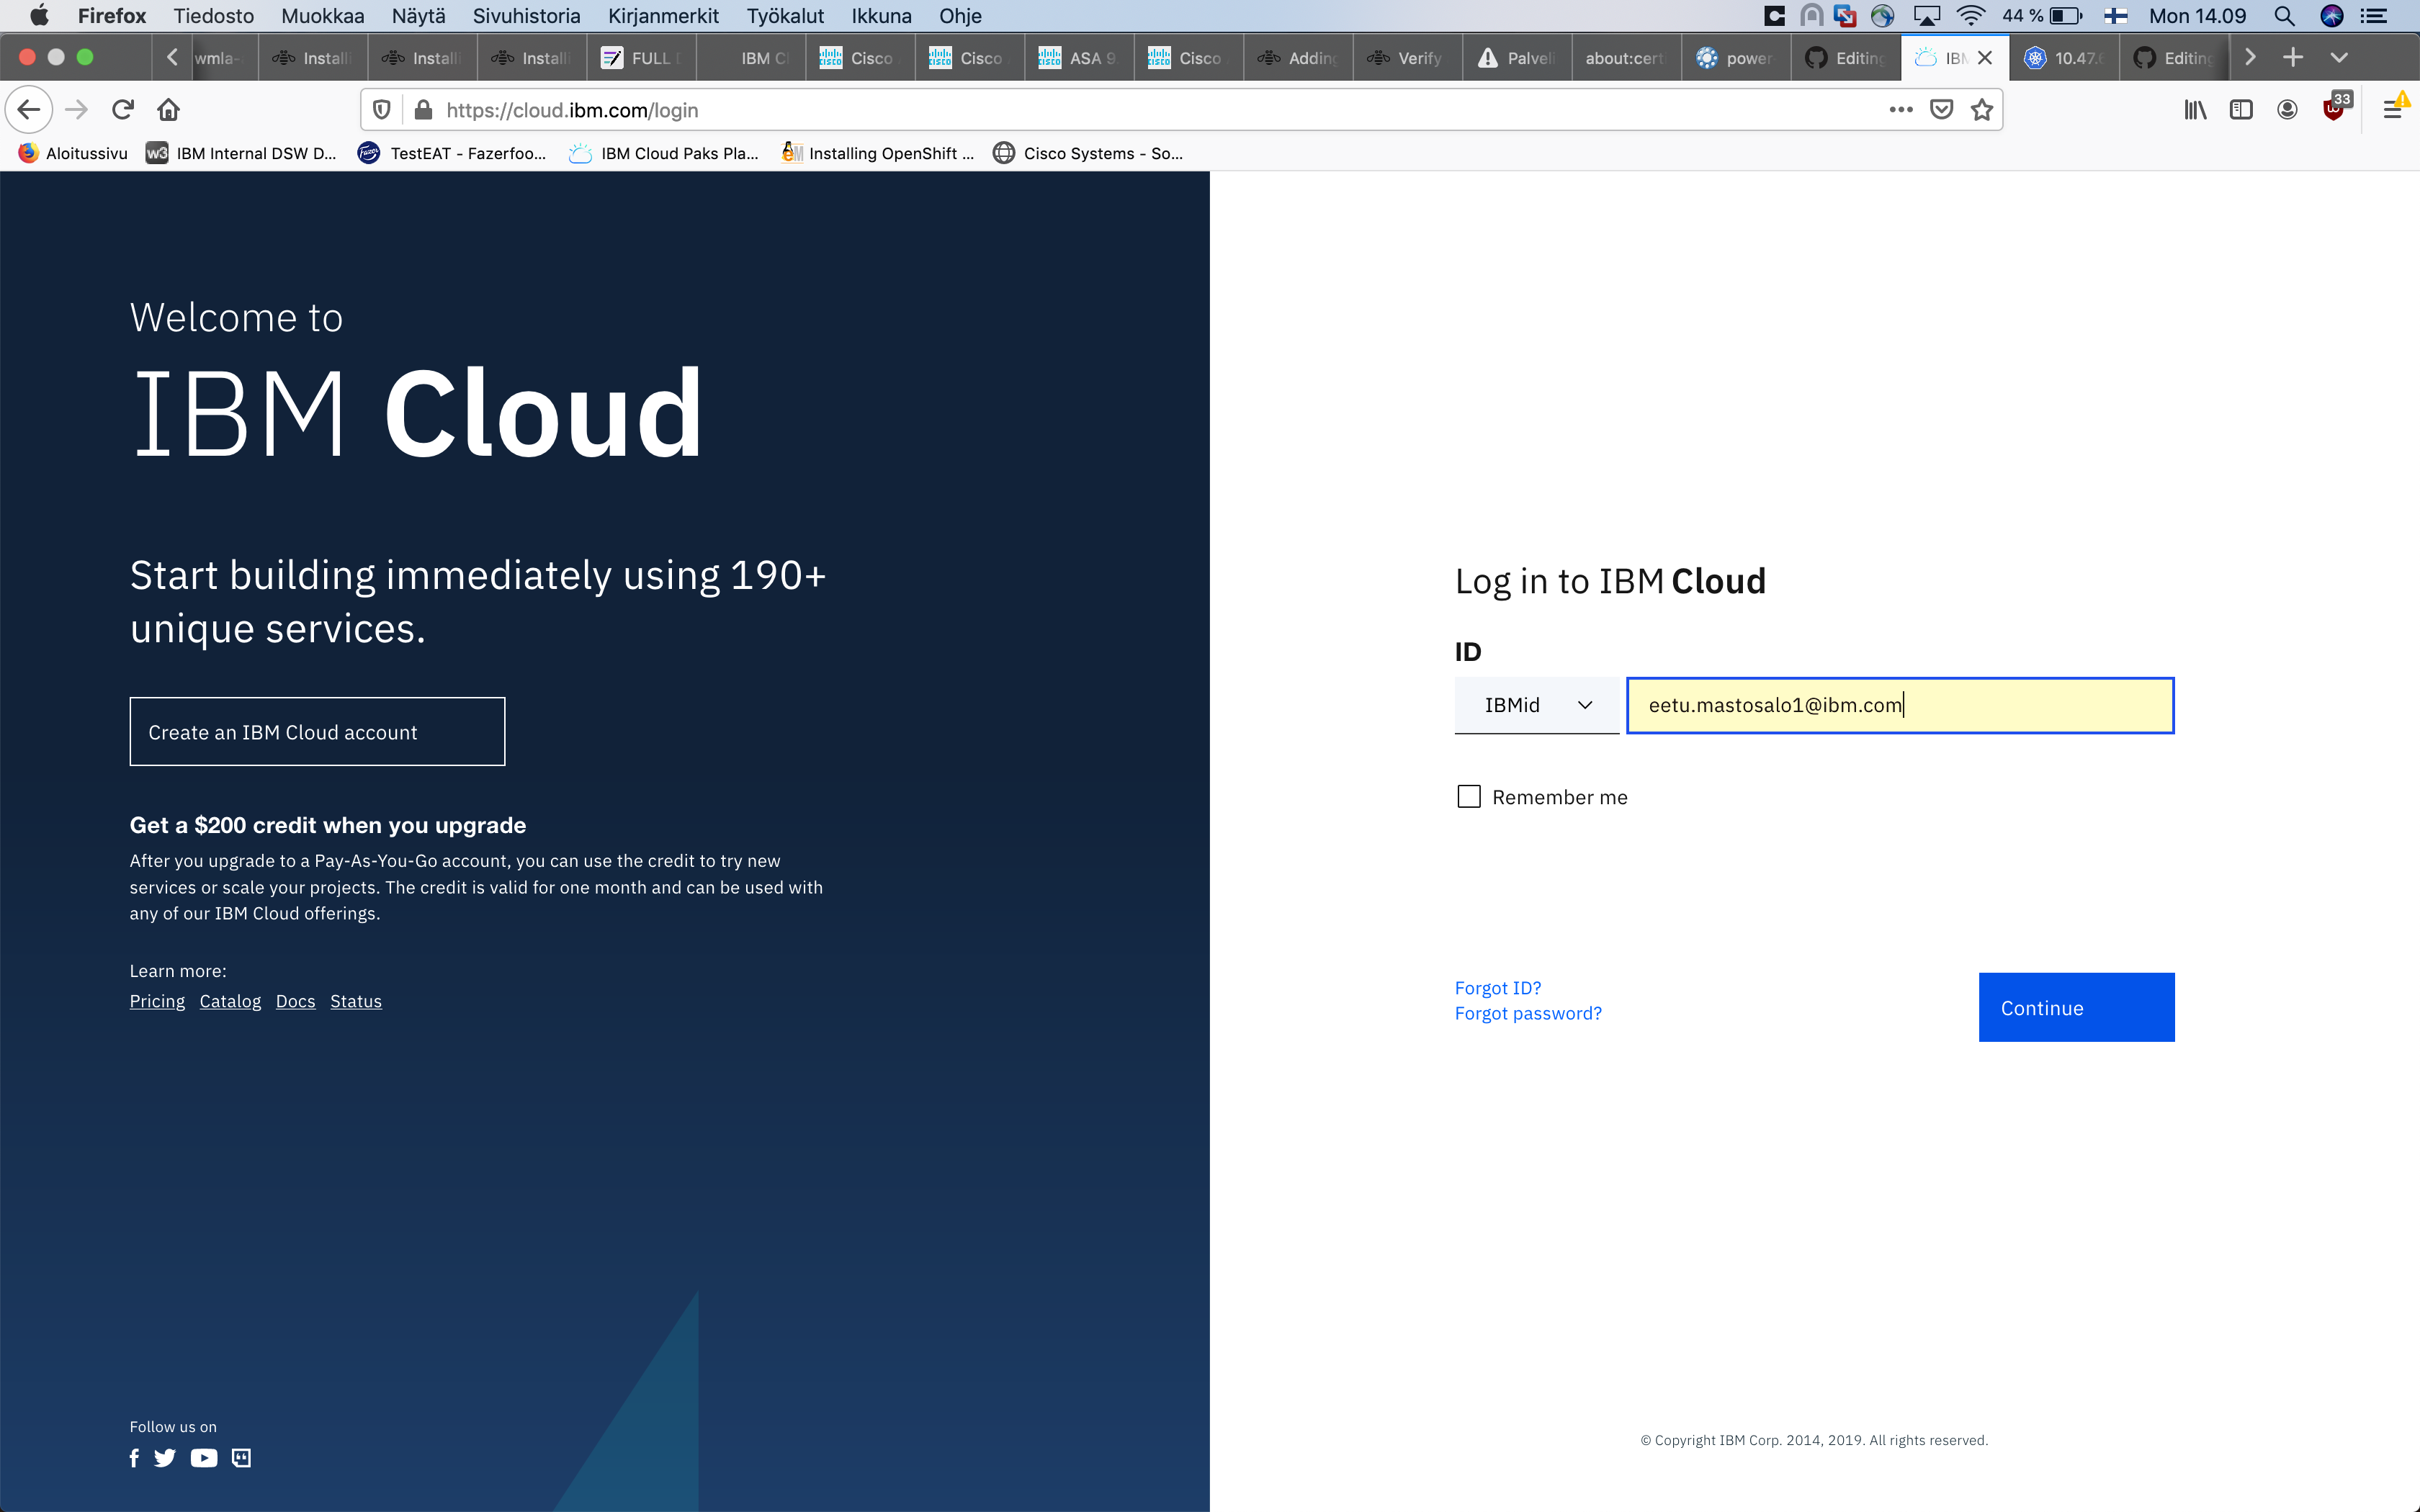 Firefox Tiedosto Muokkaa Näytä Sivuhistoria Kirjanmerkit Työkalut Ikkuna Ohje 44 % Mon 14.09
wmla- Install Install Install FULL IBM C Cisco Cisco ASA 9 Cisco Adding Verify Palveli about:cert power Editing IBM 10.47.6 Editing
https://cloud.ibm.com/login 33
Aloitussivu w3 IBM Internal DSW D... Fazer TestEAT - Fazerfoo... IBM Cloud Paks Pla... Installing OpenShift ... Cisco Systems - So...
Welcome to
IBM Cloud
Start building immediately using 190+
unique services.
Create an IBM Cloud account
Get a $200 credit when you upgrade
After you upgrade to a Pay-As-You-Go account, you can use the credit to try new
services or scale your projects. The credit is valid for one month and can be used with
any of our IBM Cloud offerings.
Learn more:
Pricing Catalog Docs Status
Follow us on
Log in to IBM Cloud
ID
IBMid eetu.mastosalo1@ibm.com
Remember me
Forgot ID?
Forgot password?
Continue
© Copyright IBM Corp. 2014, 2019. All rights reserved.